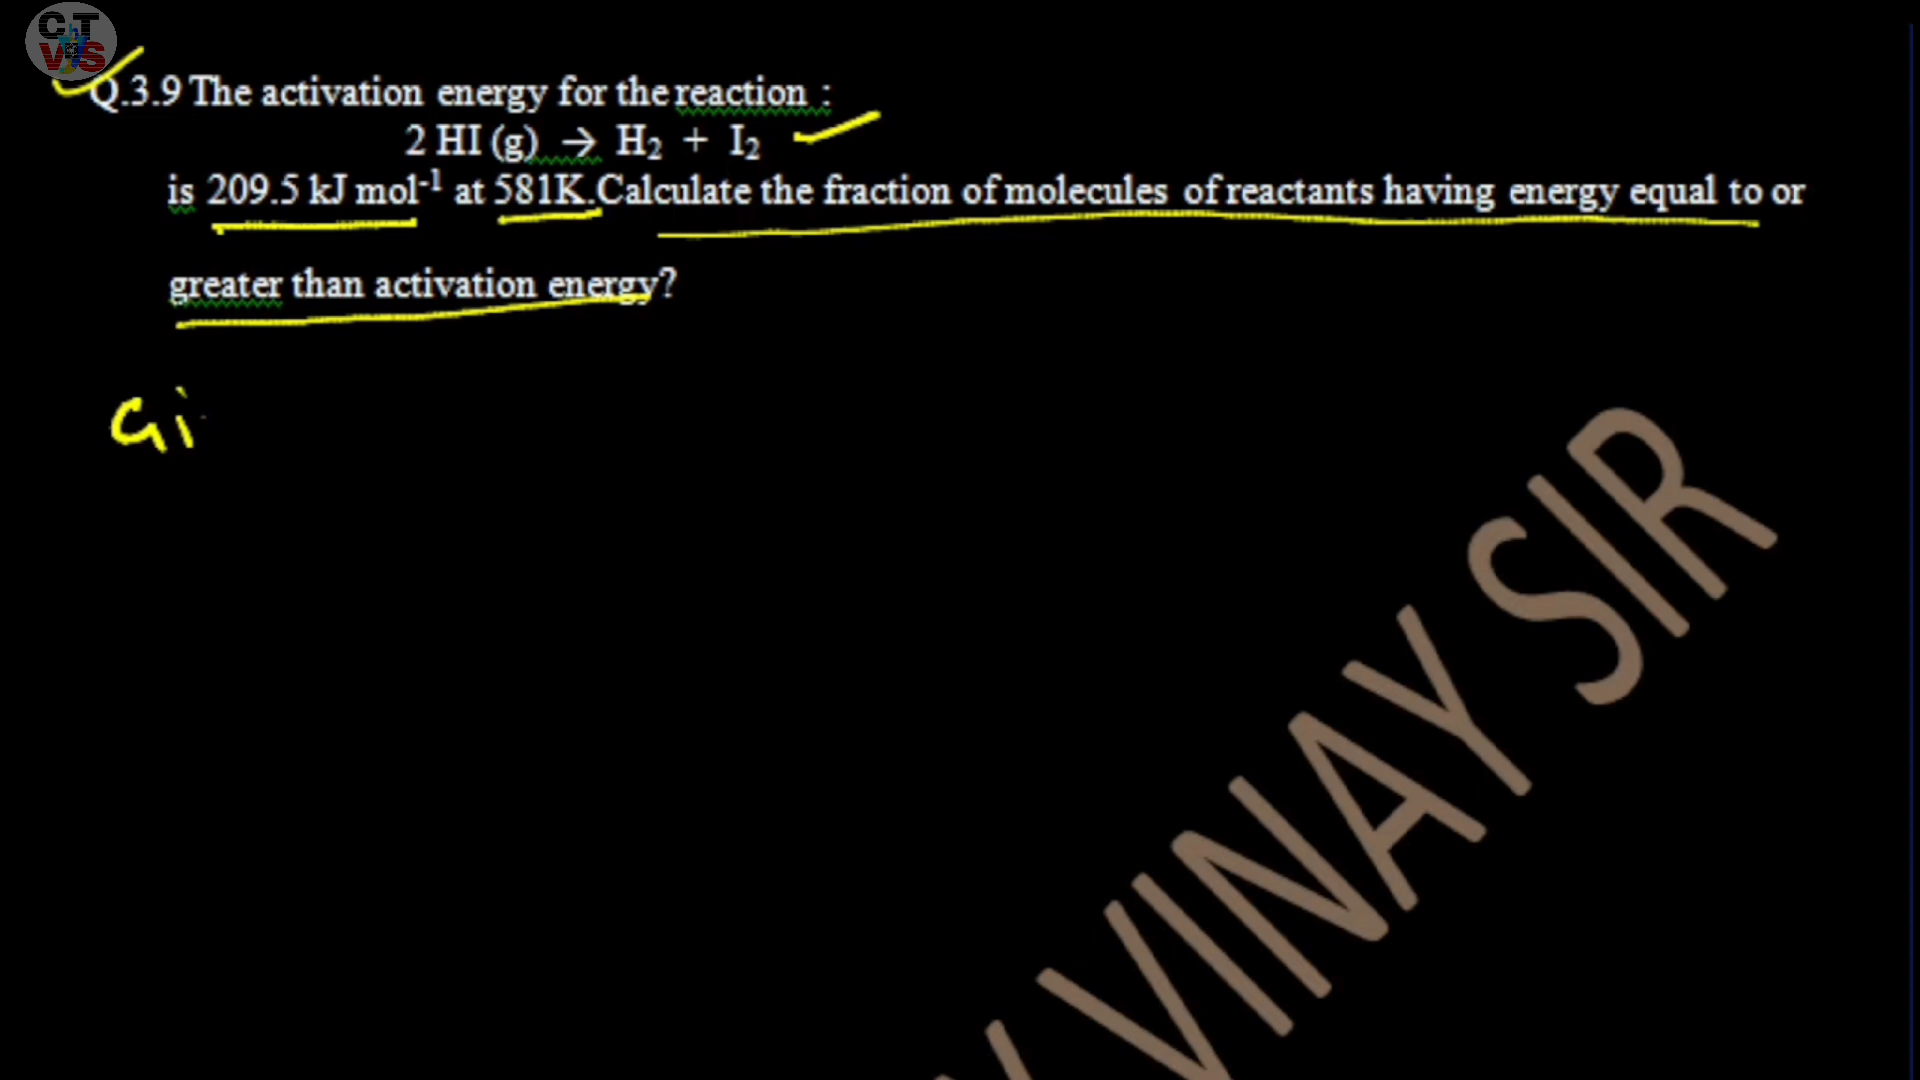 CTVS
Q.3.9 The activation energy for the reaction :
2 HI (g) → H₂ + I₂
is 209.5 kJ mol⁻¹ at 581K.Calculate the fraction of molecules of reactants having energy equal to or
greater than activation energy?
Gi
VINAY SIR